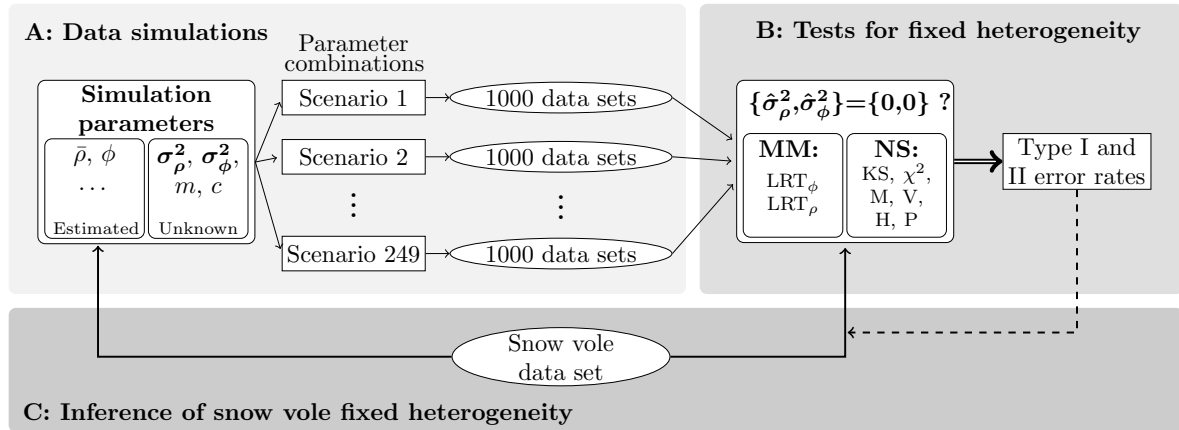 A: Data simulations
Parameter
combinations
Simulation
parameters
ρ̄, ϕ
...
Estimated
σ²ρ, σ²ϕ,
m, c
Unknown
Scenario 1
Scenario 2
⋮
Scenario 249
1000 data sets
1000 data sets
⋮
1000 data sets
B: Tests for fixed heterogeneity
{σ̂²ρ,σ̂²ϕ}={0,0} ?
MM:
LRTϕ
LRTρ
NS:
KS, χ²,
M, V,
H, P
Type I and
II error rates
Snow vole
data set
C: Inference of snow vole fixed heterogeneity